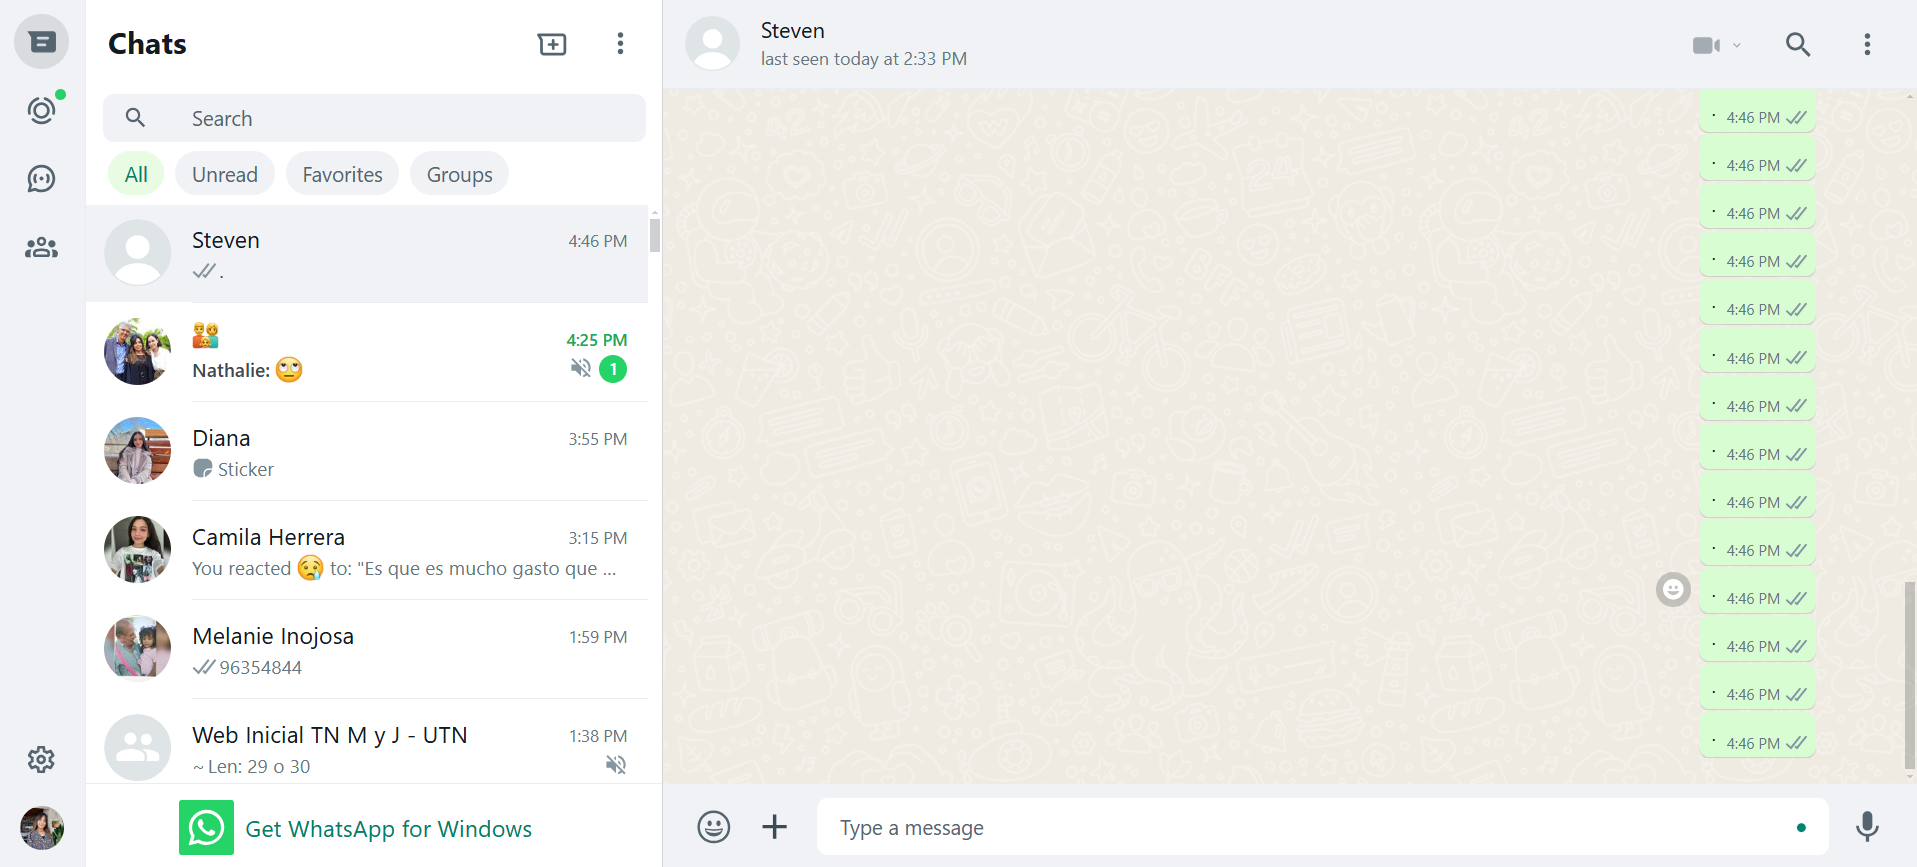 Chats
Search
All
Unread
Favorites
Groups
Steven
4:46 PM
.
4:25 PM
Nathalie: 🙄
1
Diana
3:55 PM
Sticker
Camila Herrera
3:15 PM
You reacted 😢 to: "Es que es mucho gasto que ...
Melanie Inojosa
1:59 PM
96354844
Web Inicial TN M y J - UTN
1:38 PM
~ Len: 29 o 30
Get WhatsApp for Windows
Steven
last seen today at 2:33 PM
. 4:46 PM
. 4:46 PM
. 4:46 PM
. 4:46 PM
. 4:46 PM
. 4:46 PM
. 4:46 PM
. 4:46 PM
. 4:46 PM
. 4:46 PM
. 4:46 PM
. 4:46 PM
. 4:46 PM
. 4:46 PM
Type a message